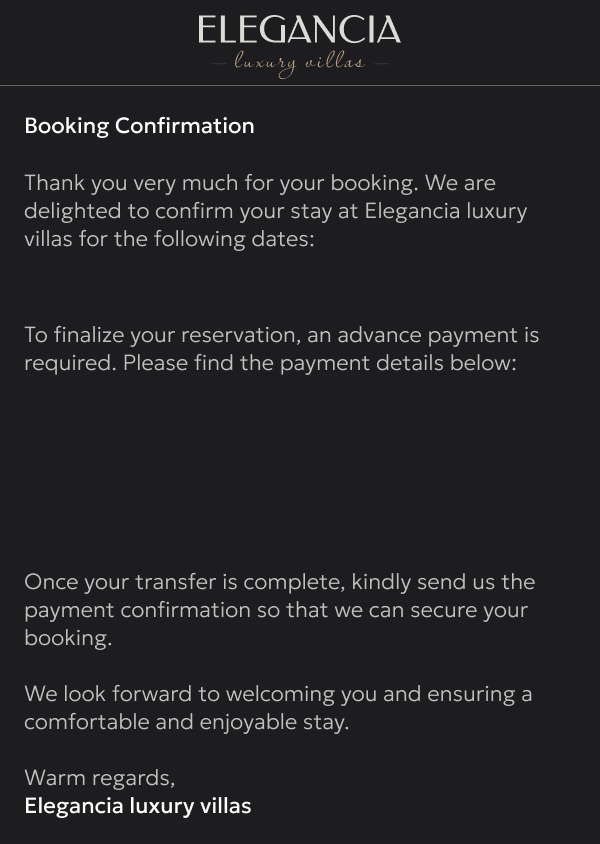 ELEGANCIA
luxury villas
Booking Confirmation
Thank you very much for your booking. We are
delighted to confirm your stay at Elegancia luxury
villas for the following dates:
To finalize your reservation, an advance payment is
required. Please find the payment details below:
Once your transfer is complete, kindly send us the
payment confirmation so that we can secure your
booking.
We look forward to welcoming you and ensuring a
comfortable and enjoyable stay.
Warm regards,
Elegancia luxury villas